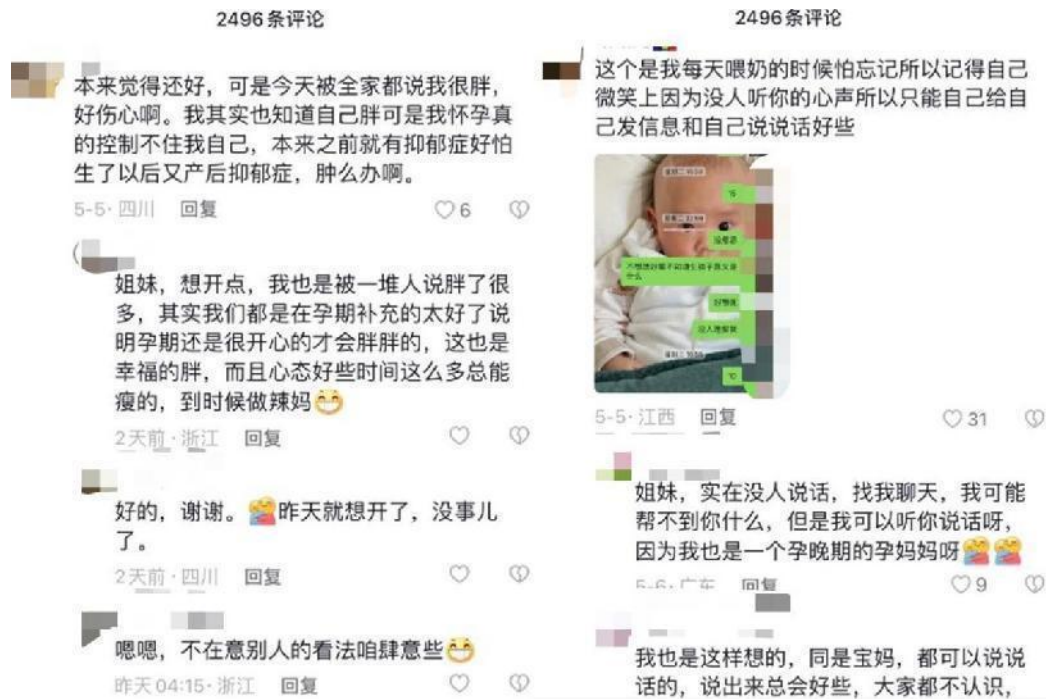 2496条评论
本来觉得还好，可是今天被全家都说我很胖，
好伤心啊。我其实也知道自己胖可是我怀孕真
的控制不住我自己，本来之前就有抑郁症好怕
生了以后又产后抑郁症，肿么办啊。
5-5·四川 回复
6
姐妹，想开点，我也是被一堆人说胖了很
多，其实我们都是在孕期补充的太好了说
明孕期还是很开心的才会胖胖的，这也是
幸福的胖，而且心态好些时间这么多总能
瘦的，到时候做辣妈😁
2天前·浙江 回复
好的，谢谢。🫂昨天就想开了，没事儿
了。
2天前·四川 回复
嗯嗯，不在意别人的看法咱肆意些😁
昨天04:15·浙江 回复
2496条评论
这个是我每天喂奶的时候怕忘记所以记得自己
微笑上因为没人听你的心声所以只能自己给自
己发信息和自己说说话好些
5-5·江西 回复
31
姐妹，实在没人说话，找我聊天，我可能
帮不到你什么，但是我可以听你说话呀，
因为我也是一个孕晚期的孕妈妈呀🫂🫂
5-6·广东 回复
9
我也是这样想的，同是宝妈，都可以说说
话的，说出来总会好些，大家都不认识，